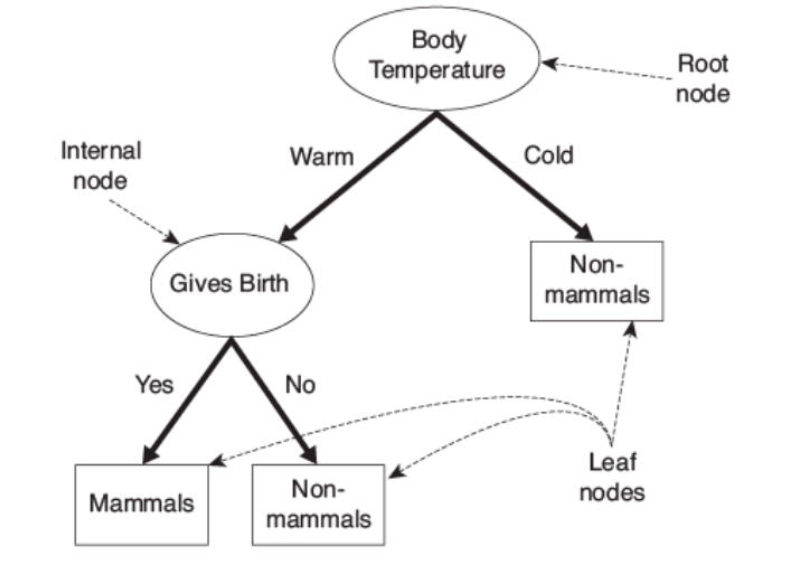 Body
Temperature
Root
node
Internal
node
Warm
Cold
Gives Birth
Non-
mammals
Yes
No
Mammals
Non-
mammals
Leaf
nodes